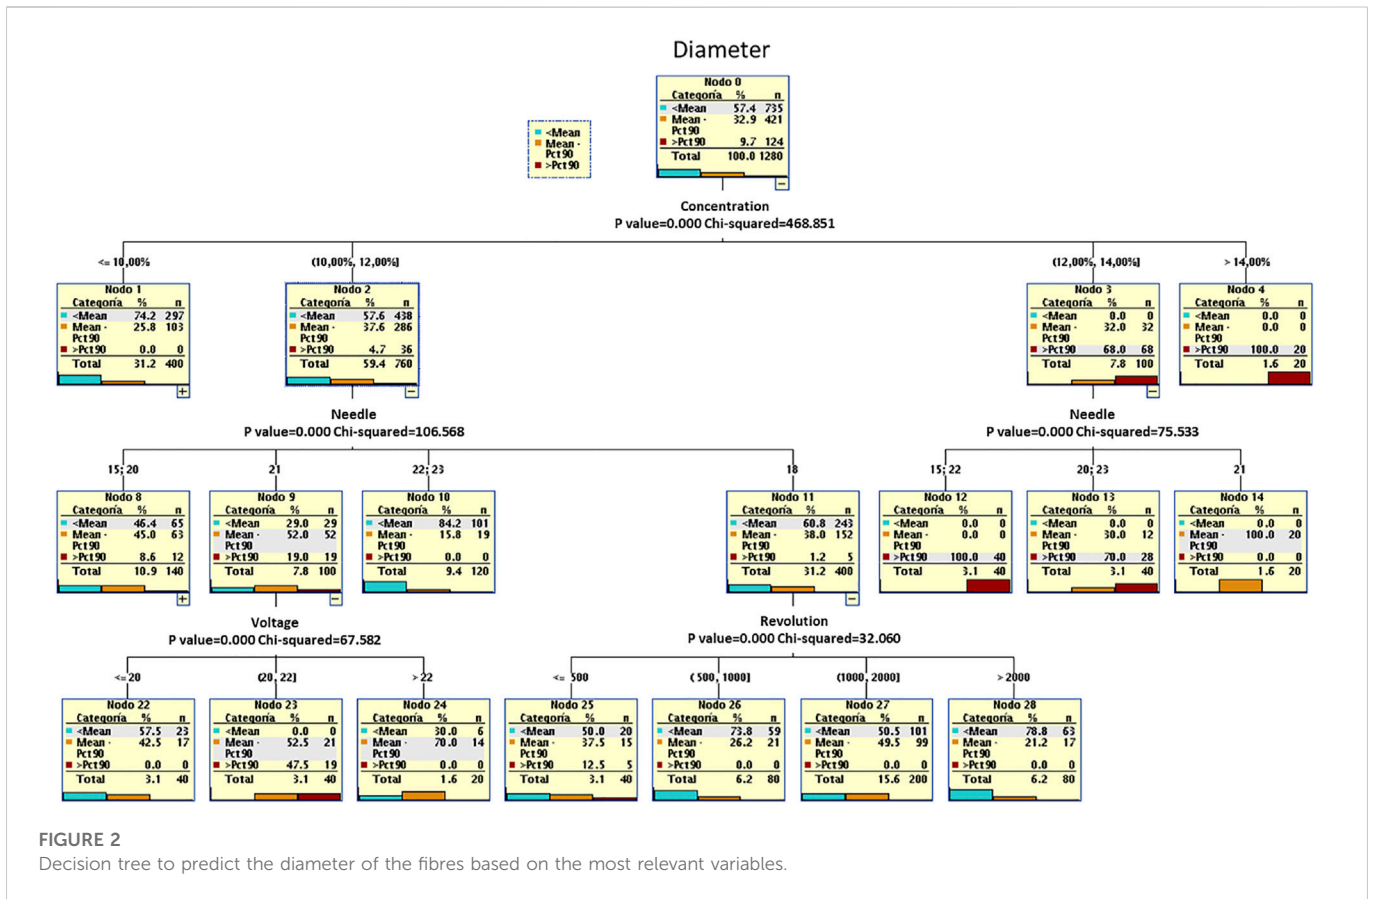 Diameter
Nodo 0
Categoría % n
<Mean 57.4 735
Mean - 32.9 421
Pct90
>Pct90 9.7 124
Total 100.0 1280
<Mean
Mean -
Pct90
>Pct90
Concentration
P value=0.000 Chi-squared=468.851
<= 10,00%
(10,00%, 12,00%]
(12,00%, 14,00%]
> 14,00%
Nodo 1
Categoría % n
<Mean 74.2 297
Mean - 25.8 103
Pct90
>Pct90 0.0 0
Total 31.2 400
Nodo 2
Categoría % n
<Mean 57.6 438
Mean - 37.6 286
Pct90
>Pct90 4.7 36
Total 59.4 760
Nodo 3
Categoría % n
<Mean 0.0 0
Mean - 32.0 32
Pct90
>Pct90 68.0 68
Total 7.8 100
Nodo 4
Categoría % n
<Mean 0.0 0
Mean - 0.0 0
Pct90
>Pct90 100.0 20
Total 1.6 20
Needle
P value=0.000 Chi-squared=106.568
Needle
P value=0.000 Chi-squared=75.533
15; 20
21
22; 23
18
15; 22
20; 23
21
Nodo 8
Categoría % n
<Mean 46.4 65
Mean - 45.0 63
Pct90
>Pct90 8.6 12
Total 10.9 140
Nodo 9
Categoría % n
<Mean 29.0 29
Mean - 52.0 52
Pct90
>Pct90 19.0 19
Total 7.8 100
Nodo 10
Categoría % n
<Mean 84.2 101
Mean - 15.8 19
Pct90
>Pct90 0.0 0
Total 9.4 120
Nodo 11
Categoría % n
<Mean 60.8 243
Mean - 38.0 152
Pct90
>Pct90 1.2 5
Total 31.2 400
Nodo 12
Categoría % n
<Mean 0.0 0
Mean - 0.0 0
Pct90
>Pct90 100.0 40
Total 3.1 40
Nodo 13
Categoría % n
<Mean 0.0 0
Mean - 30.0 12
Pct90
>Pct90 70.0 28
Total 3.1 40
Nodo 14
Categoría % n
<Mean 0.0 0
Mean - 100.0 20
Pct90
>Pct90 0.0 0
Total 1.6 20
Voltage
P value=0.000 Chi-squared=67.582
Revolution
P value=0.000 Chi-squared=32.060
<= 20
(20, 22]
> 22
<= 500
(500, 1000]
(1000, 2000]
> 2000
Nodo 22
Categoría % n
<Mean 57.5 23
Mean - 42.5 17
Pct90
>Pct90 0.0 0
Total 3.1 40
Nodo 23
Categoría % n
<Mean 0.0 0
Mean - 52.5 21
Pct90
>Pct90 47.5 19
Total 3.1 40
Nodo 24
Categoría % n
<Mean 30.0 6
Mean - 70.0 14
Pct90
>Pct90 0.0 0
Total 1.6 20
Nodo 25
Categoría % n
<Mean 50.0 20
Mean - 37.5 15
Pct90
>Pct90 12.5 5
Total 3.1 40
Nodo 26
Categoría % n
<Mean 73.8 59
Mean - 26.2 21
Pct90
>Pct90 0.0 0
Total 6.2 80
Nodo 27
Categoría % n
<Mean 50.5 101
Mean - 49.5 99
Pct90
>Pct90 0.0 0
Total 15.6 200
Nodo 28
Categoría % n
<Mean 78.8 63
Mean - 21.2 17
Pct90
>Pct90 0.0 0
Total 6.2 80
FIGURE 2
Decision tree to predict the diameter of the fibres based on the most relevant variables.